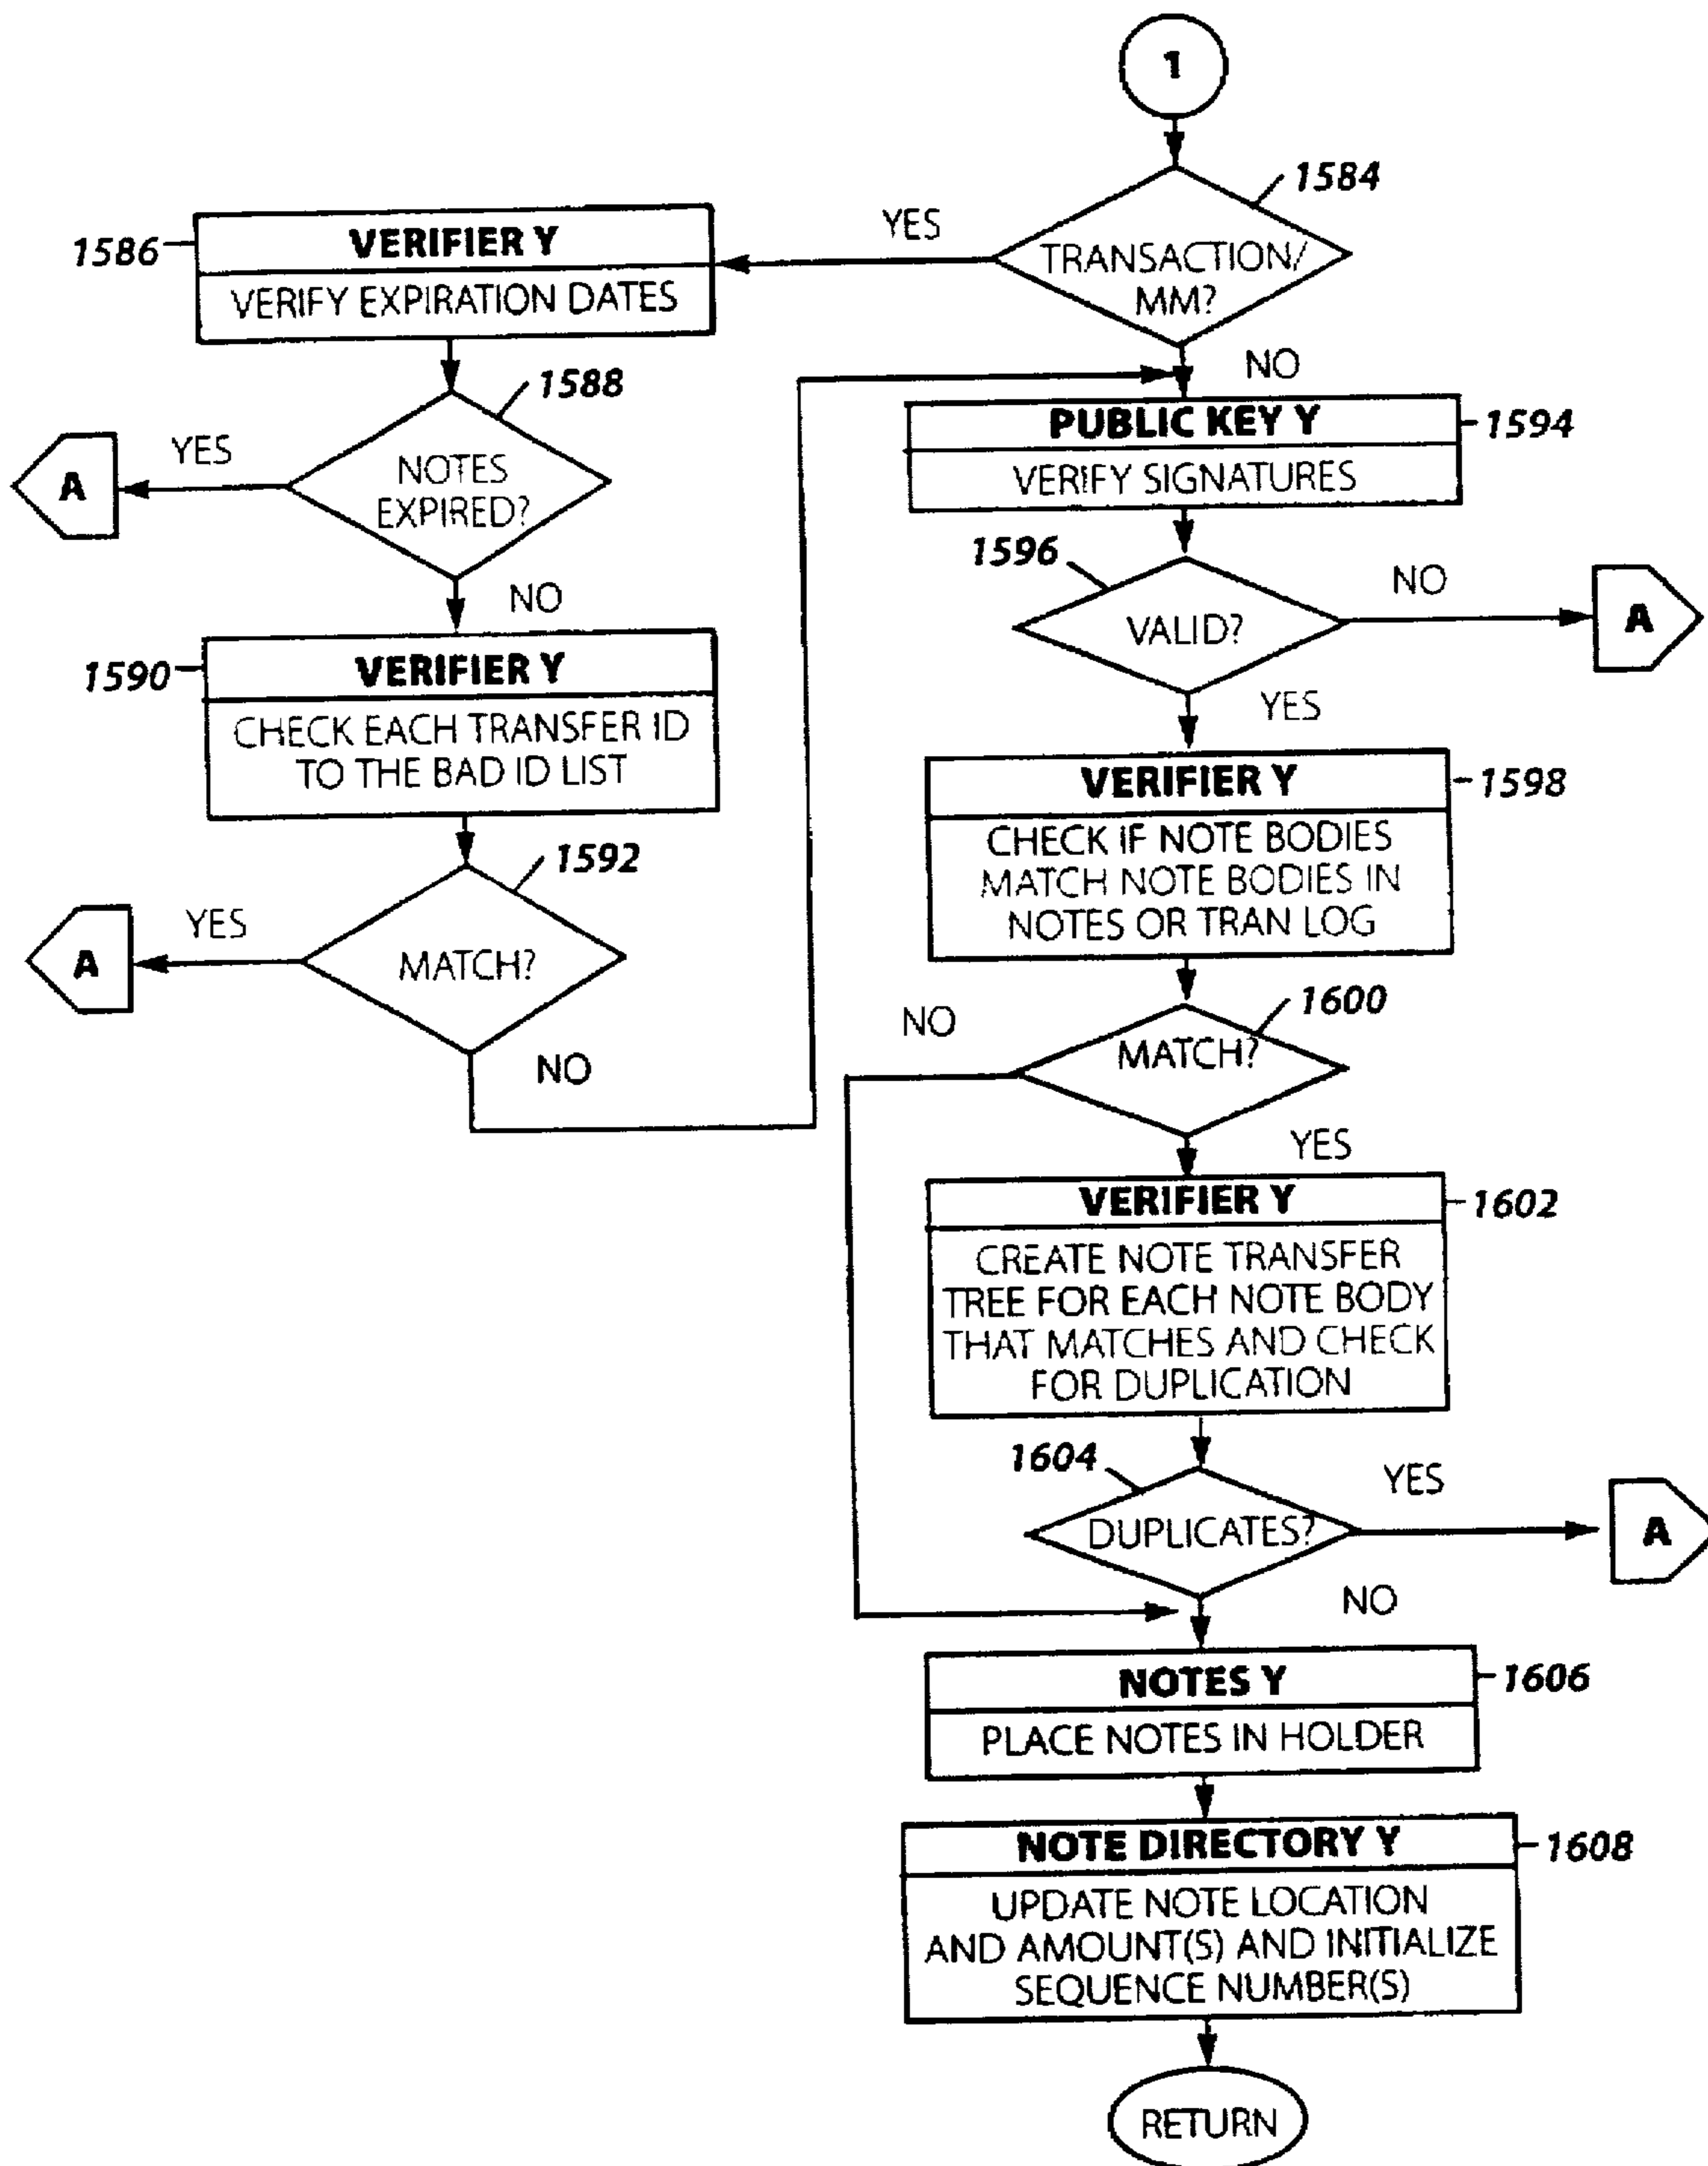 1
1584
TRANSACTION/
MM?
YES
NO
1586
VERIFIER Y
VERIFY EXPIRATION DATES
1588
NOTES
EXPIRED?
YES
A
NO
1590
VERIFIER Y
CHECK EACH TRANSFER ID
TO THE BAD ID LIST
1592
MATCH?
YES
A
NO
PUBLIC KEY Y
1594
VERIFY SIGNATURES
1596
VALID?
NO
A
YES
VERIFIER Y
1598
CHECK IF NOTE BODIES
MATCH NOTE BODIES IN
NOTES OR TRAN LOG
1600
NO
MATCH?
YES
VERIFIER Y
1602
CREATE NOTE TRANSFER
TREE FOR EACH NOTE BODY
THAT MATCHES AND CHECK
FOR DUPLICATION
1604
DUPLICATES?
YES
A
NO
NOTES Y
1606
PLACE NOTES IN HOLDER
NOTE DIRECTORY Y
1608
UPDATE NOTE LOCATION
AND AMOUNT(S) AND INITIALIZE
SEQUENCE NUMBER(S)
RETURN